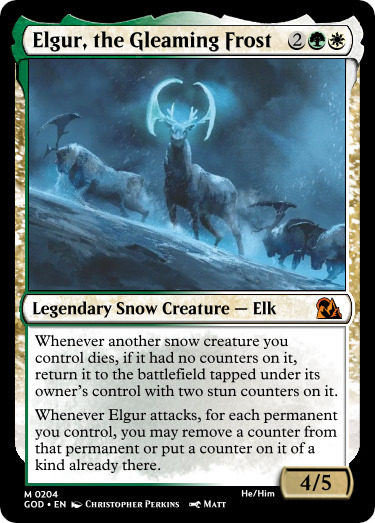 Elgur, the Gleaming Frost 2
Legendary Snow Creature — Elk
Whenever another snow creature you
control dies, if it had no counters on it,
return it to the battlefield tapped under its
owner's control with two stun counters on it.
Whenever Elgur attacks, for each permanent
you control, you may remove a counter from
that permanent or put a counter on it of a
kind already there.
4/5
M 0204
He/Him
GOD • EN Christopher Perkins Matt